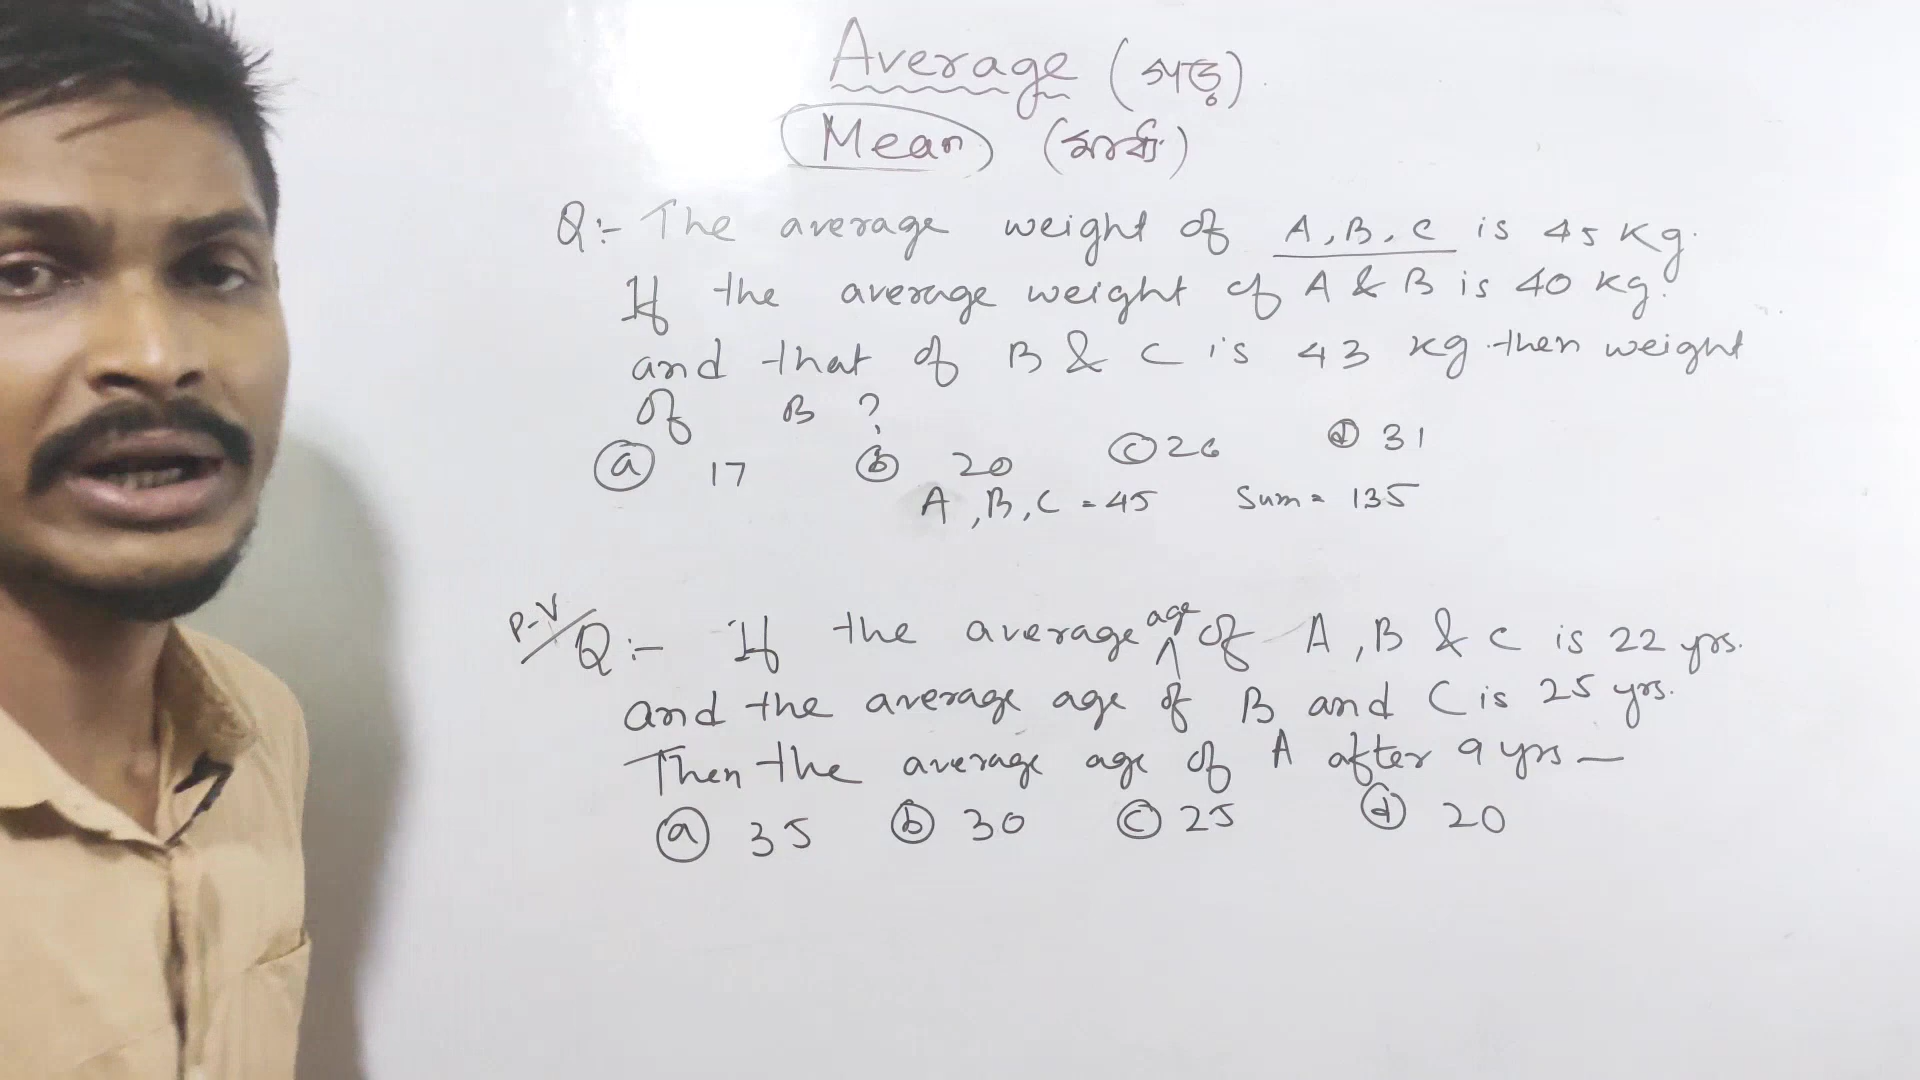 Average (গড়)
Mean (মাধ্য)
Q:- The average weight of A, B, C is 45 kg.
If the average weight of A & B is 40 kg.
and that of B & C is 43 kg then weight
of B ?
(a) 17 (b) 20 (c) 26 (d) 31
A, B, C = 45 Sum = 135
P-V/ Q:- If the average age of A, B & C is 22 yrs.
and the average age of B and C is 25 yrs.
Then the average age of A after 9 yrs —
(a) 35 (b) 30 (c) 25 (d) 20